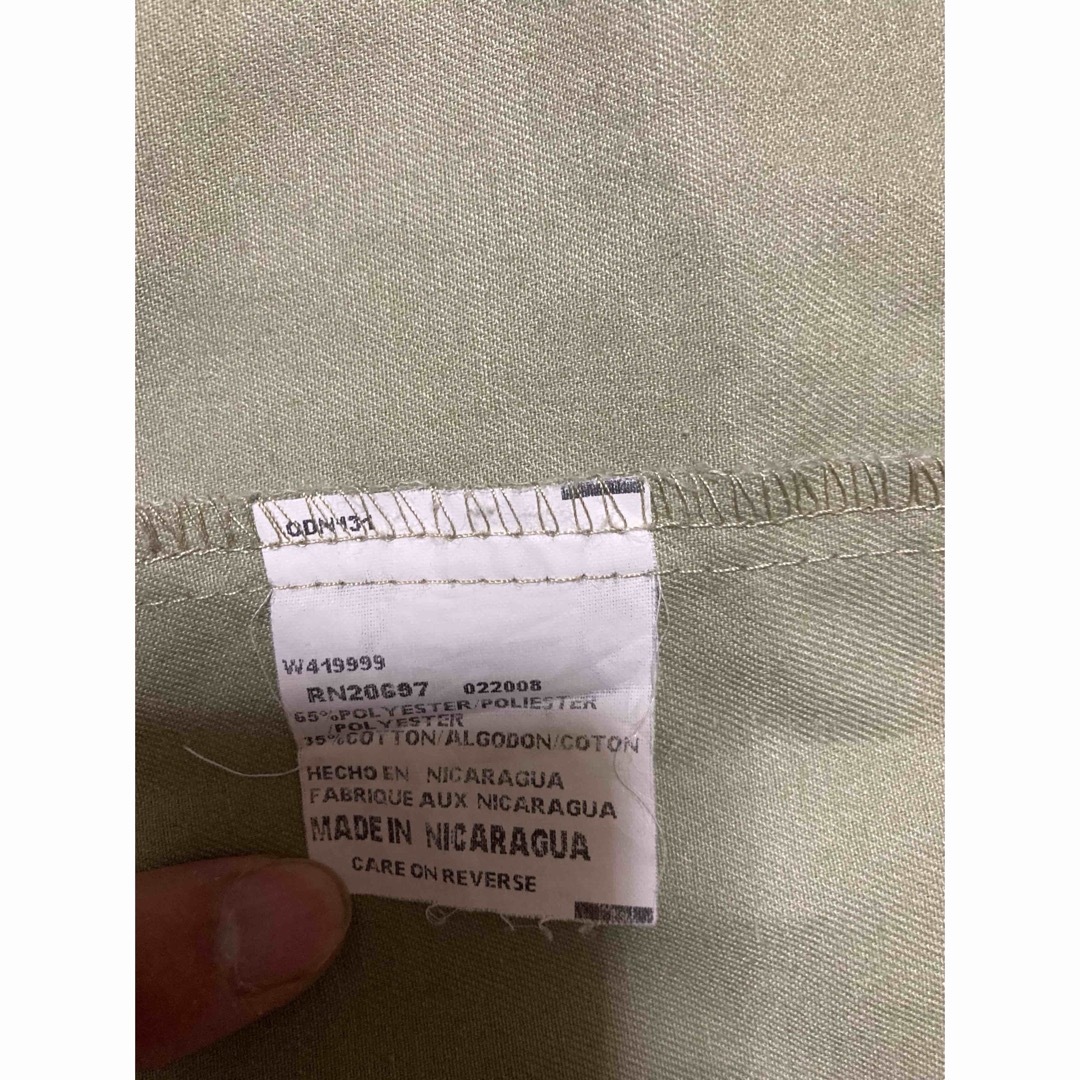 QDN131
W419999
RN20697 022008
65%POLYESTER/POLIESTER
/POLYESTER
35%COTTON/ALGODON/COTON
HECHO EN NICARAGUA
FABRIQUE AUX NICARAGUA
MADE IN NICARAGUA
CARE ON REVERSE